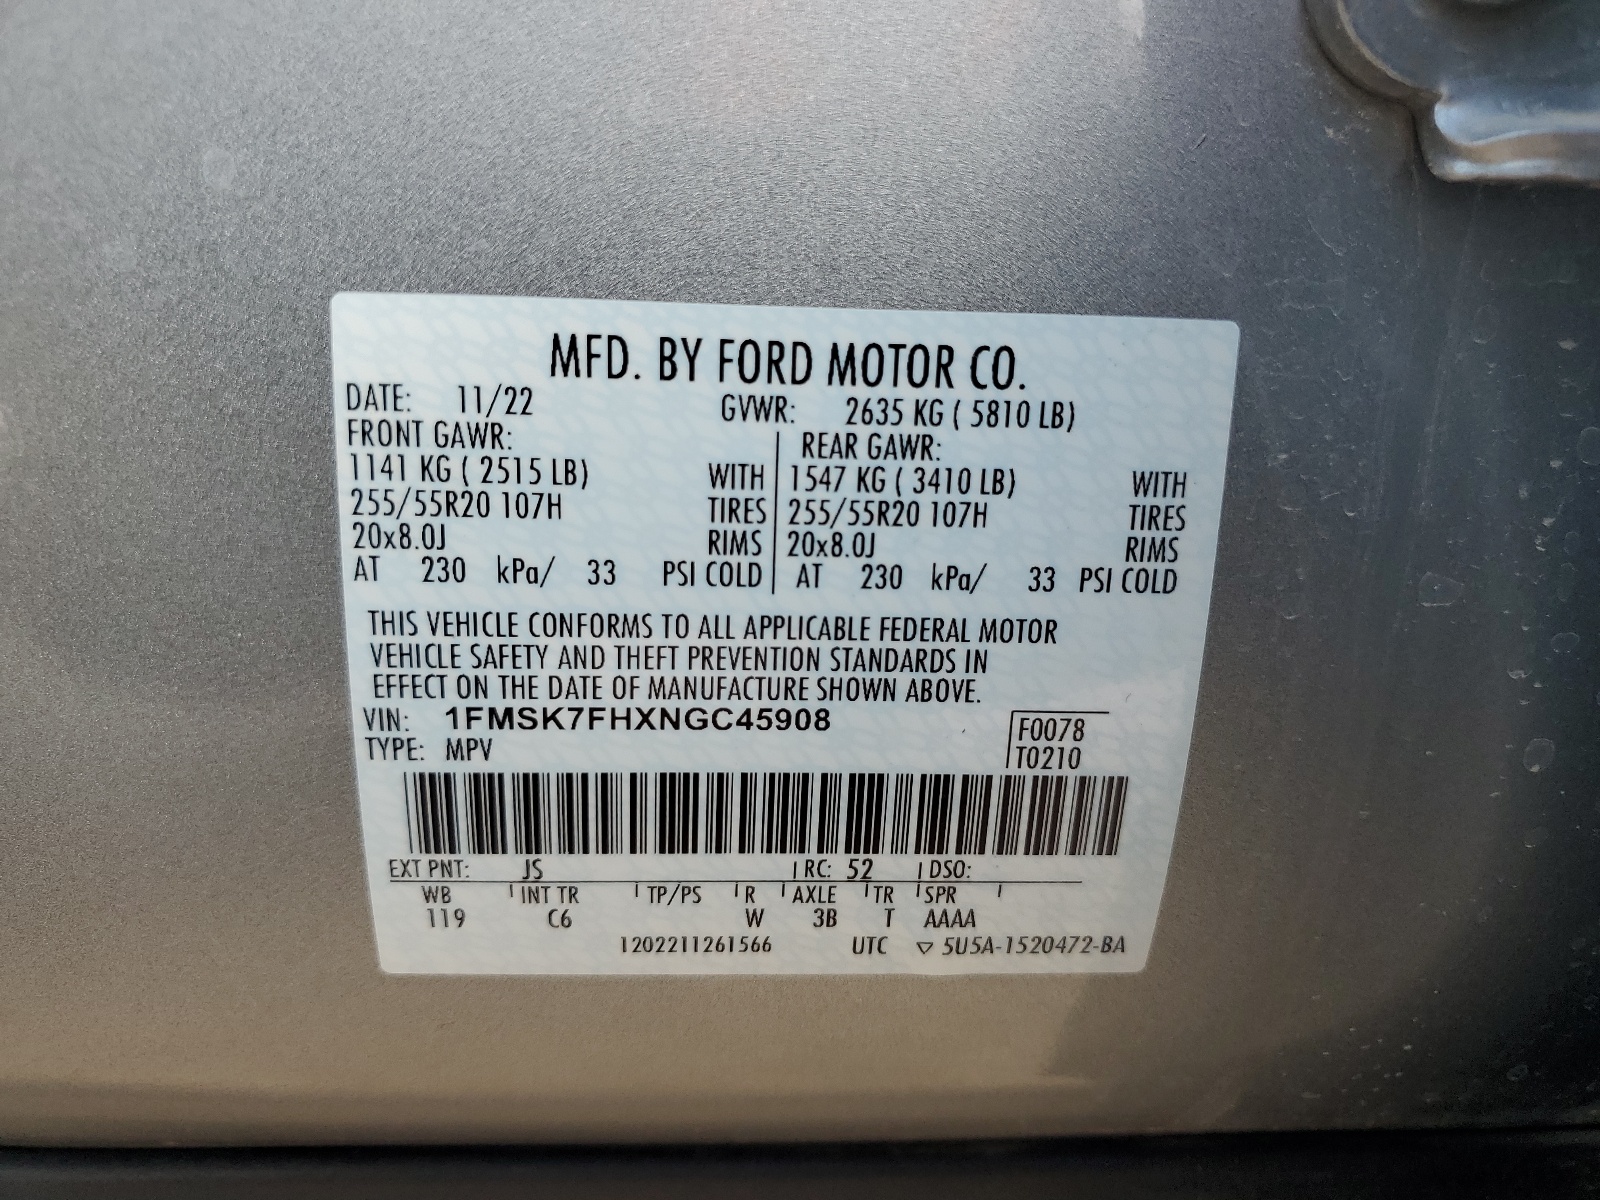 MFD. BY FORD MOTOR CO.
DATE: 11/22 GVWR: 2635 KG ( 5810 LB)
FRONT GAWR: REAR GAWR:
1141 KG ( 2515 LB) WITH 1547 KG ( 3410 LB) WITH
255/55R20 107H TIRES 255/55R20 107H TIRES
20x8.0J RIMS 20x8.0J RIMS
AT 230 kPa/ 33 PSI COLD AT 230 kPa/ 33 PSI COLD
THIS VEHICLE CONFORMS TO ALL APPLICABLE FEDERAL MOTOR
VEHICLE SAFETY AND THEFT PREVENTION STANDARDS IN
EFFECT ON THE DATE OF MANUFACTURE SHOWN ABOVE.
VIN: 1FMSK7FHXNGC45908 F0078
TYPE: MPV T0210
EXT PNT: JS RC: 52 DSO:
WB INT TR TP/PS R AXLE TR SPR
119 C6 W 3B T AAAA
1202211261566 UTC ▽ 5U5A-1520472-BA